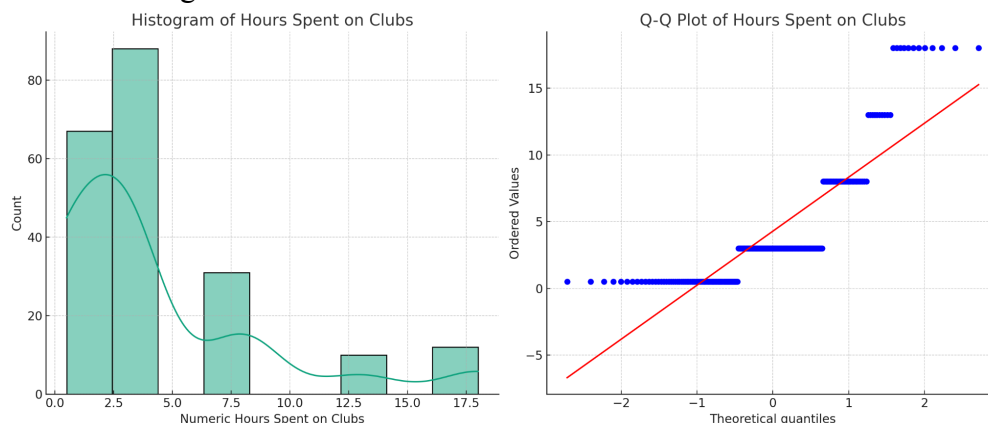 Histogram of Hours Spent on Clubs
Count
80
60
40
20
0
0.0 2.5 5.0 7.5 10.0 12.5 15.0 17.5
Numeric Hours Spent on Clubs
Q-Q Plot of Hours Spent on Clubs
Ordered Values
15
10
5
0
−5
−2 −1 0 1 2
Theoretical quantiles